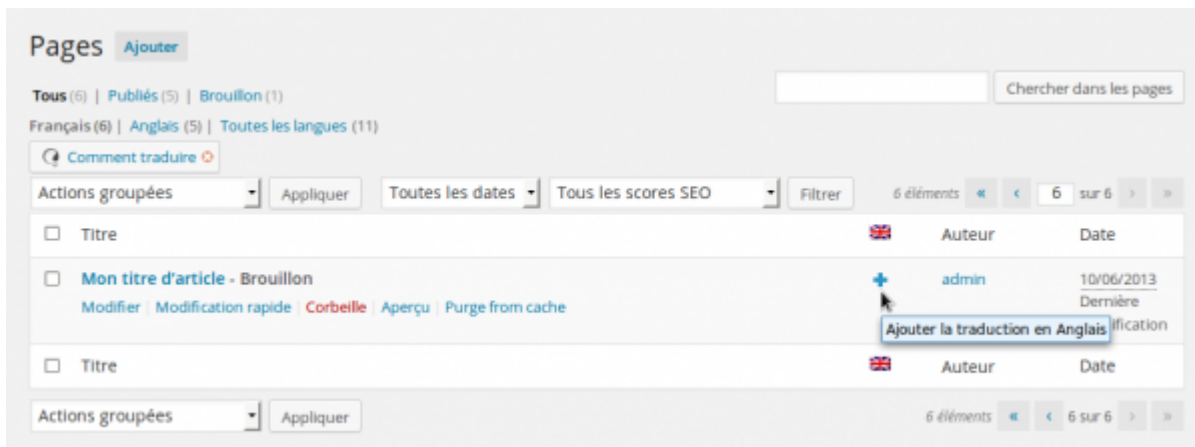 Pages Ajouter
Tous (6) | Publiés (5) | Brouillon (1)
Chercher dans les pages
Français (6) | Anglais (5) | Toutes les langues (11)
Comment traduire
Actions groupées Appliquer Toutes les dates Tous les scores SEO Filtrer 6 éléments « ‹ 6 sur 6 › »
Titre Auteur Date
Mon titre d'article - Brouillon + admin 10/06/2013
Modifier | Modification rapide | Corbeille | Aperçu | Purge from cache Dernière
Ajouter la traduction en Anglais ification
Titre Auteur Date
Actions groupées Appliquer 6 éléments « ‹ 6 sur 6 › »